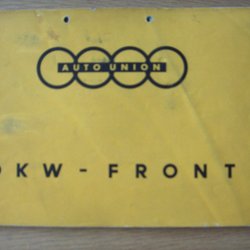 AUTO UNION
DKW - FRONT